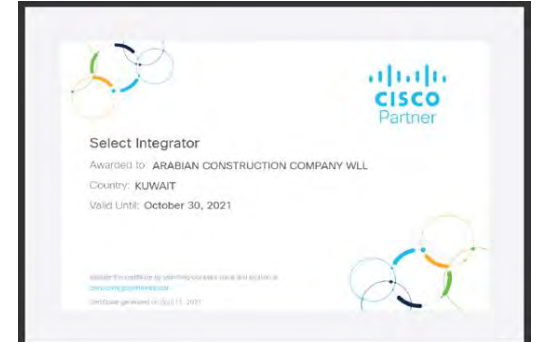 CISCO
Partner
Select Integrator
Awarded to: ARABIAN CONSTRUCTION COMPANY WLL
Country: KUWAIT
Valid Until: October 30, 2021